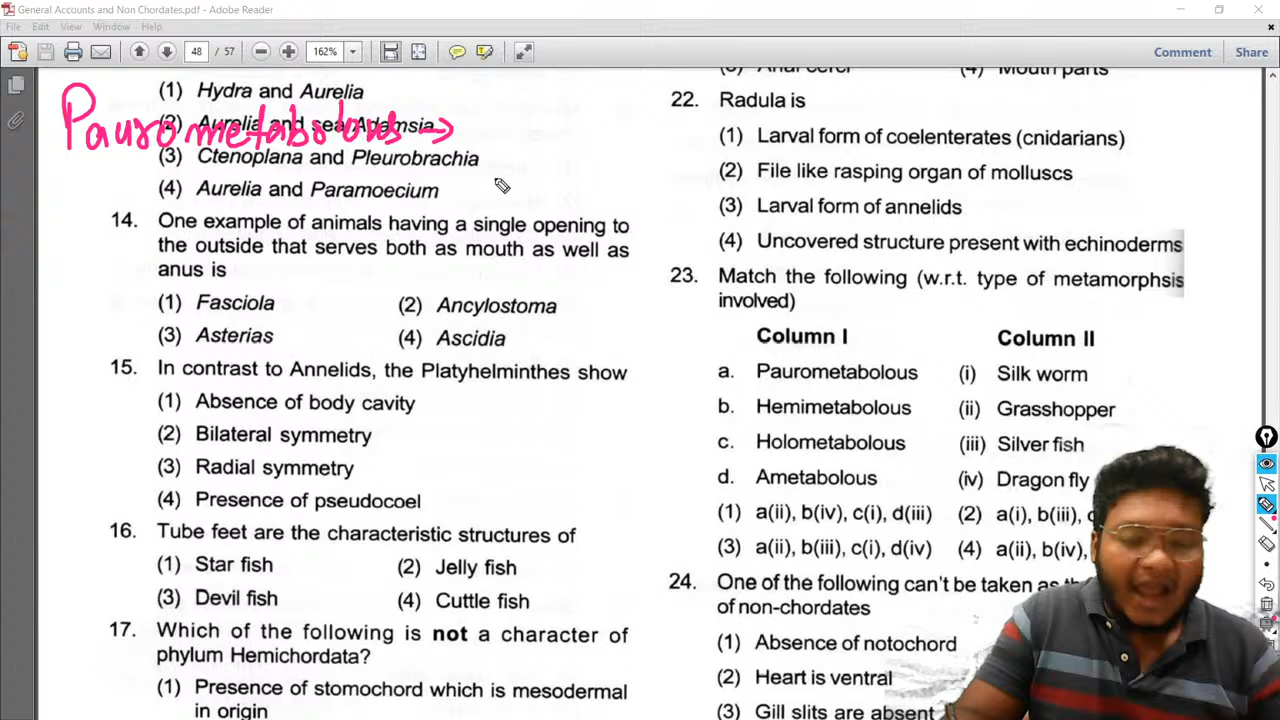 General Accounts and Non Chordates.pdf - Adobe Reader
File Edit View Window Help
48 / 57 162% Comment Share
(1) Hydra and Aurelia
(2) Aurelia and sea Adamsia
Paurometabolous →
(3) Ctenoplana and Pleurobrachia
(4) Aurelia and Paramoecium
14. One example of animals having a single opening to
the outside that serves both as mouth as well as
anus is
(1) Fasciola (2) Ancylostoma
(3) Asterias (4) Ascidia
15. In contrast to Annelids, the Platyhelminthes show
(1) Absence of body cavity
(2) Bilateral symmetry
(3) Radial symmetry
(4) Presence of pseudocoel
16. Tube feet are the characteristic structures of
(1) Star fish (2) Jelly fish
(3) Devil fish (4) Cuttle fish
17. Which of the following is not a character of
phylum Hemichordata?
(1) Presence of stomochord which is mesodermal
in origin
(4) Mouth parts
22. Radula is
(1) Larval form of coelenterates (cnidarians)
(2) File like rasping organ of molluscs
(3) Larval form of annelids
(4) Uncovered structure present with echinoderms
23. Match the following (w.r.t. type of metamorphsis
involved)
Column I Column II
a. Paurometabolous (i) Silk worm
b. Hemimetabolous (ii) Grasshopper
c. Holometabolous (iii) Silver fish
d. Ametabolous (iv) Dragon fly
(1) a(ii), b(iv), c(i), d(iii) (2) a(i), b(iii),
(3) a(ii), b(iii), c(i), d(iv) (4) a(ii), b(iv),
24. One of the following can't be taken as
of non-chordates
(1) Absence of notochord
(2) Heart is ventral
(3) Gill slits are absent